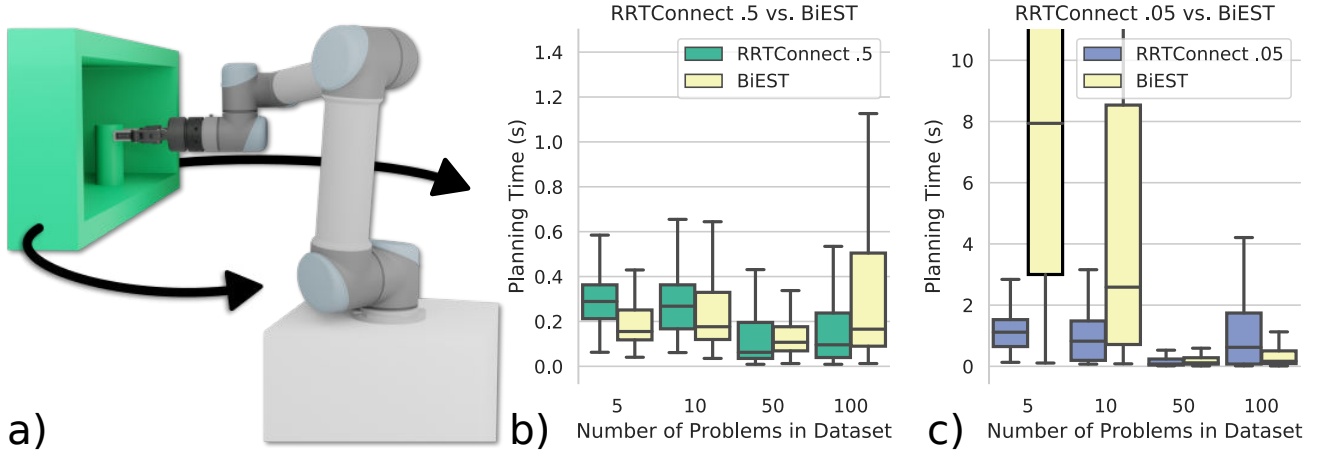 a)
RRTConnect .5 vs. BiEST
RRTConnect .5
BiEST
Planning Time (s)
1.4
1.2
1.0
0.8
0.6
0.4
0.2
0.0
5 10 50 100
Number of Problems in Dataset
b)
RRTConnect .05 vs. BiEST
RRTConnect .05
BiEST
Planning Time (s)
10
8
6
4
2
0
5 10 50 100
Number of Problems in Dataset
c)